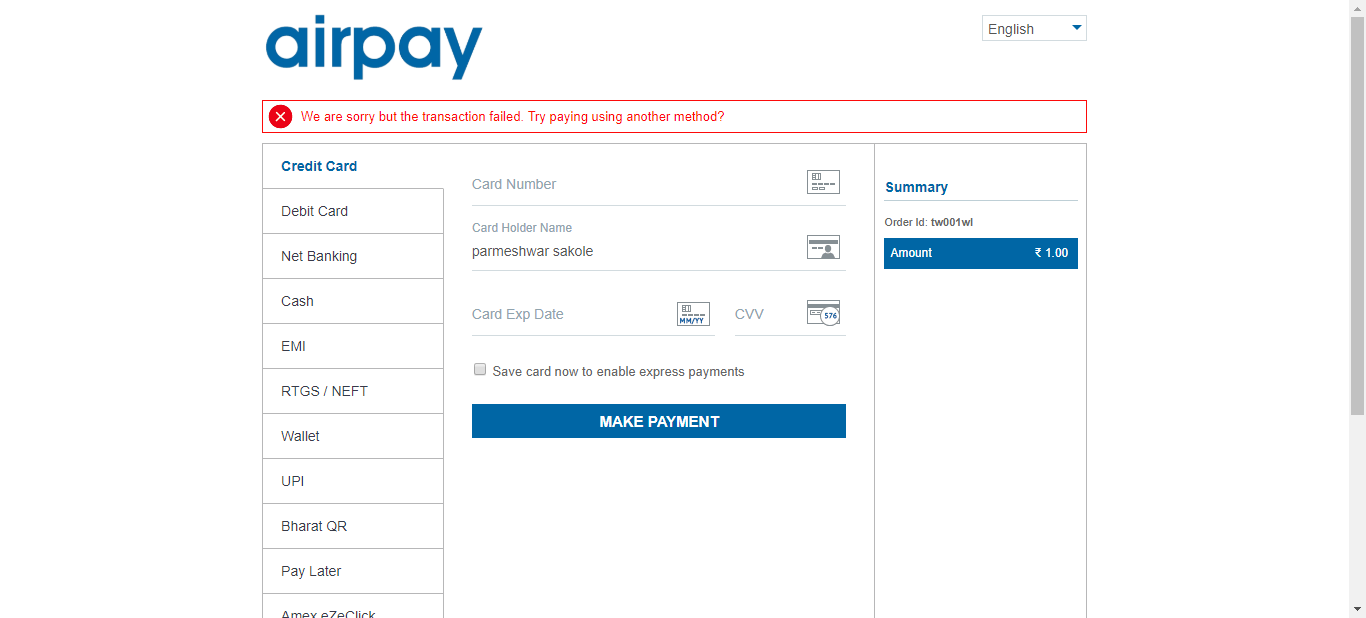 airpay
English
We are sorry but the transaction failed. Try paying using another method?
Credit Card
Debit Card
Net Banking
Cash
EMI
RTGS / NEFT
Wallet
UPI
Bharat QR
Pay Later
Amex eZeClick
Card Number
Card Holder Name
parmeshwar sakole
Card Exp Date
MM/YY
CVV
576
Save card now to enable express payments
MAKE PAYMENT
Summary
Order Id: tw001wl
Amount ₹ 1.00